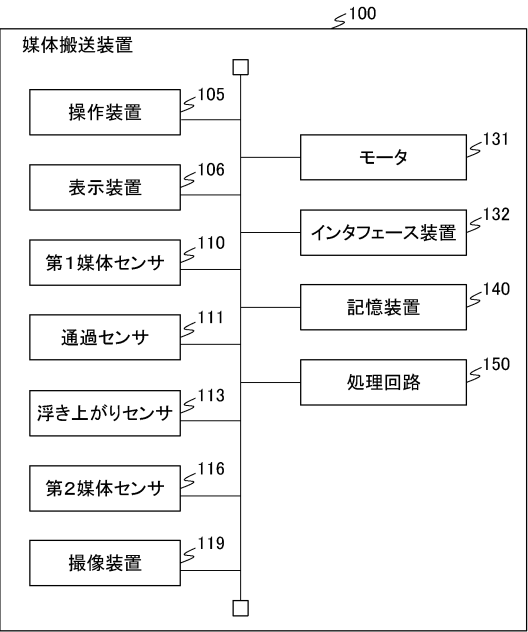 100
媒体搬送装置
105
操作装置
106
表示装置
110
第1媒体センサ
111
通過センサ
113
浮き上がりセンサ
116
第2媒体センサ
119
撮像装置
131
モータ
132
インタフェース装置
140
記憶装置
150
処理回路